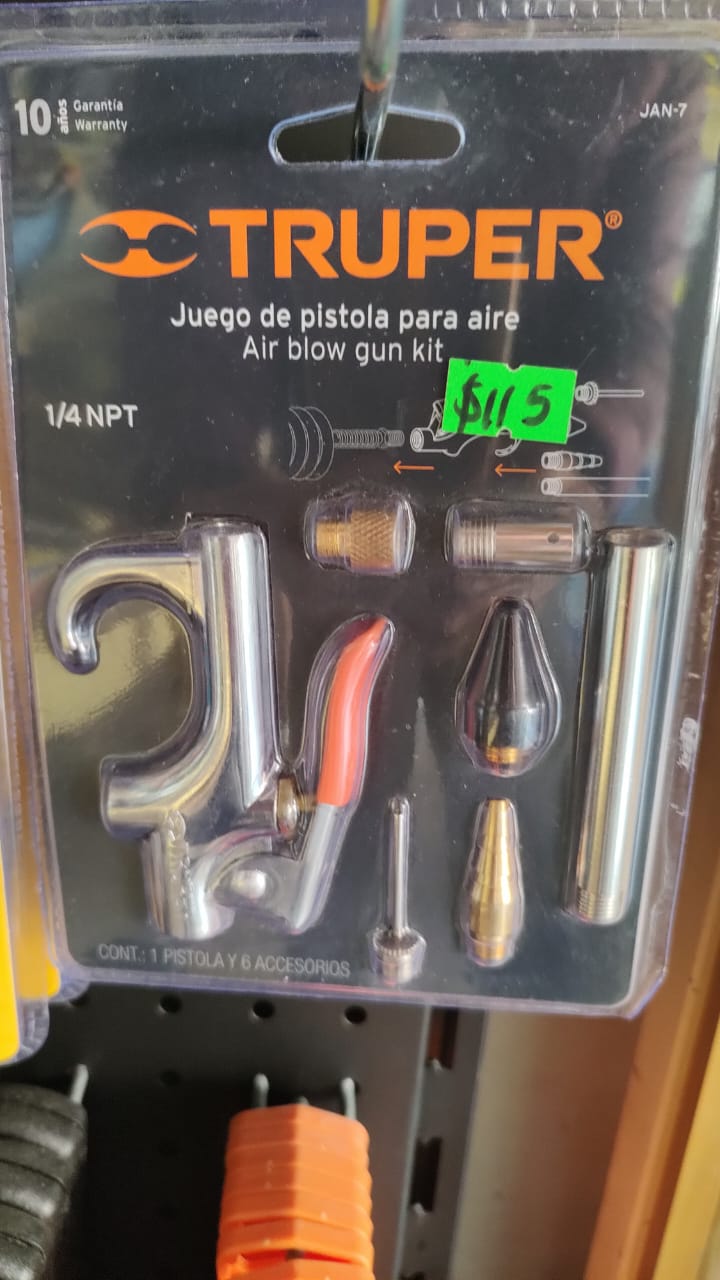 10 años Garantía
Warranty
JAN-7
TRUPER®
Juego de pistola para aire
Air blow gun kit
$115
1/4 NPT
CONT.: 1 PISTOLA Y 6 ACCESORIOS